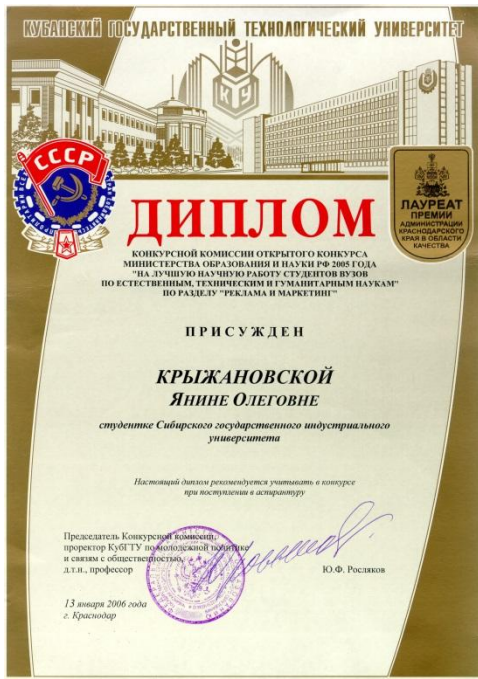 КУБАНСКИЙ ГОСУДАРСТВЕННЫЙ ТЕХНОЛОГИЧЕСКИЙ УНИВЕРСИТЕТ
КТУ
СССР
ЛАУРЕАТ
ПРЕМИИ
АДМИНИСТРАЦИИ
КРАСНОДАРСКОГО
КРАЯ В ОБЛАСТИ
КАЧЕСТВА
ДИПЛОМ
КОНКУРСНОЙ КОМИССИИ ОТКРЫТОГО КОНКУРСА
МИНИСТЕРСТВА ОБРАЗОВАНИЯ И НАУКИ РФ 2005 ГОДА
"НА ЛУЧШУЮ НАУЧНУЮ РАБОТУ СТУДЕНТОВ ВУЗОВ
ПО ЕСТЕСТВЕННЫМ, ТЕХНИЧЕСКИМ И ГУМАНИТАРНЫМ НАУКАМ"
ПО РАЗДЕЛУ "РЕКЛАМА И МАРКЕТИНГ"
ПРИСУЖДЕН
КРЫЖАНОВСКОЙ
ЯНИНЕ ОЛЕГОВНЕ
студентке Сибирского государственного индустриального
университета
Настоящий диплом рекомендуется учитывать в конкурсе
при поступлении в аспирантуру
Председатель Конкурсной комиссии,
проректор КубГТУ по молодежной политике
и связям с общественностью,
д.т.н., профессор
Ю.Ф. Росляков
13 января 2006 года
г. Краснодар